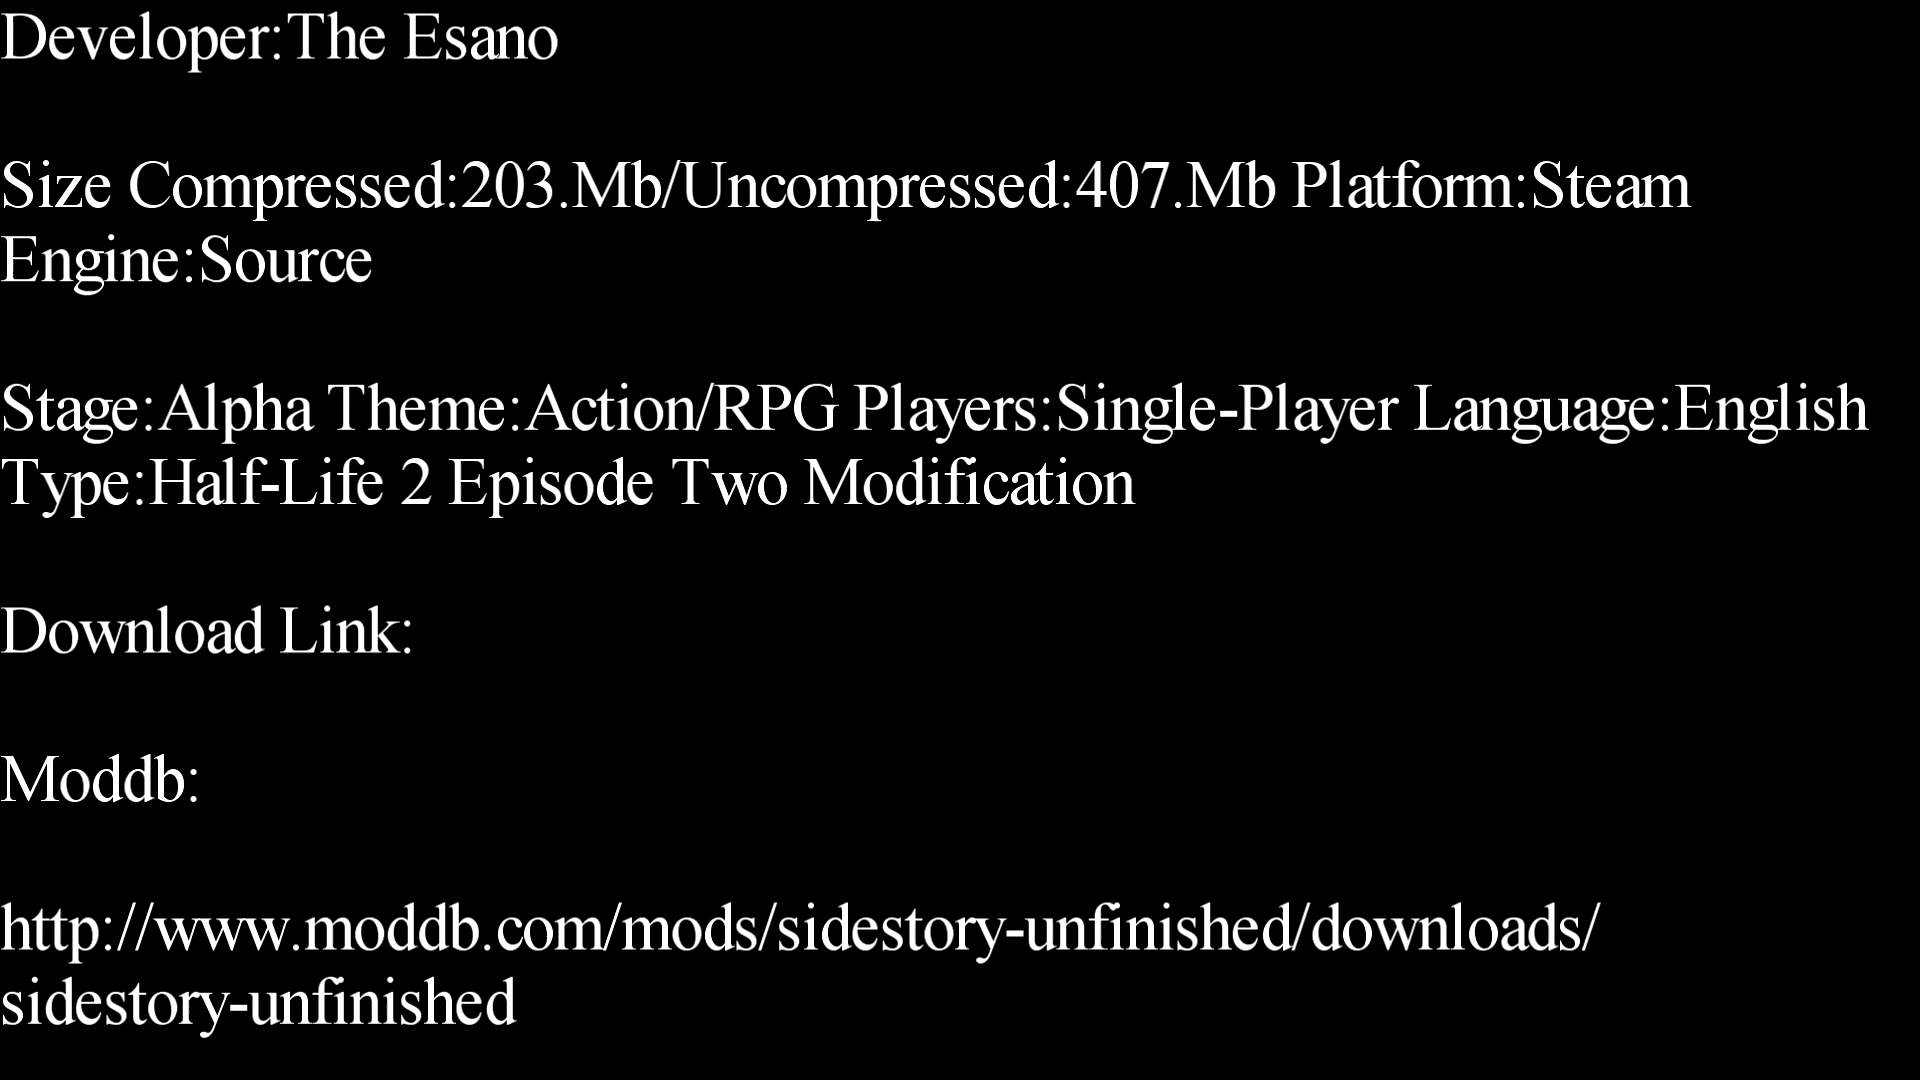 Developer:The Esano
Size Compressed:203.Mb/Uncompressed:407.Mb Platform:Steam
Engine:Source
Stage:Alpha Theme:Action/RPG Players:Single-Player Language:English
Type:Half-Life 2 Episode Two Modification
Download Link:
Moddb:
http://www.moddb.com/mods/sidestory-unfinished/downloads/
sidestory-unfinished